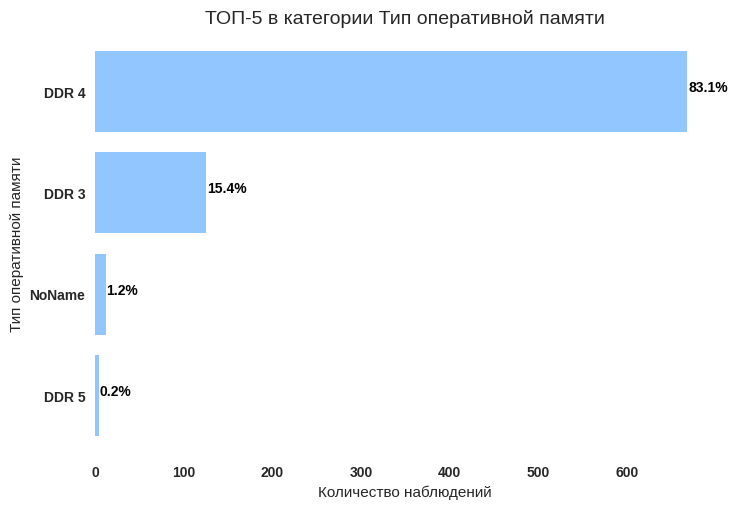 ТОП-5 в категории Тип оперативной памяти
DDR 4
83.1%
DDR 3
15.4%
NoName
1.2%
DDR 5
0.2%
Тип оперативной памяти
0 100 200 300 400 500 600
Количество наблюдений